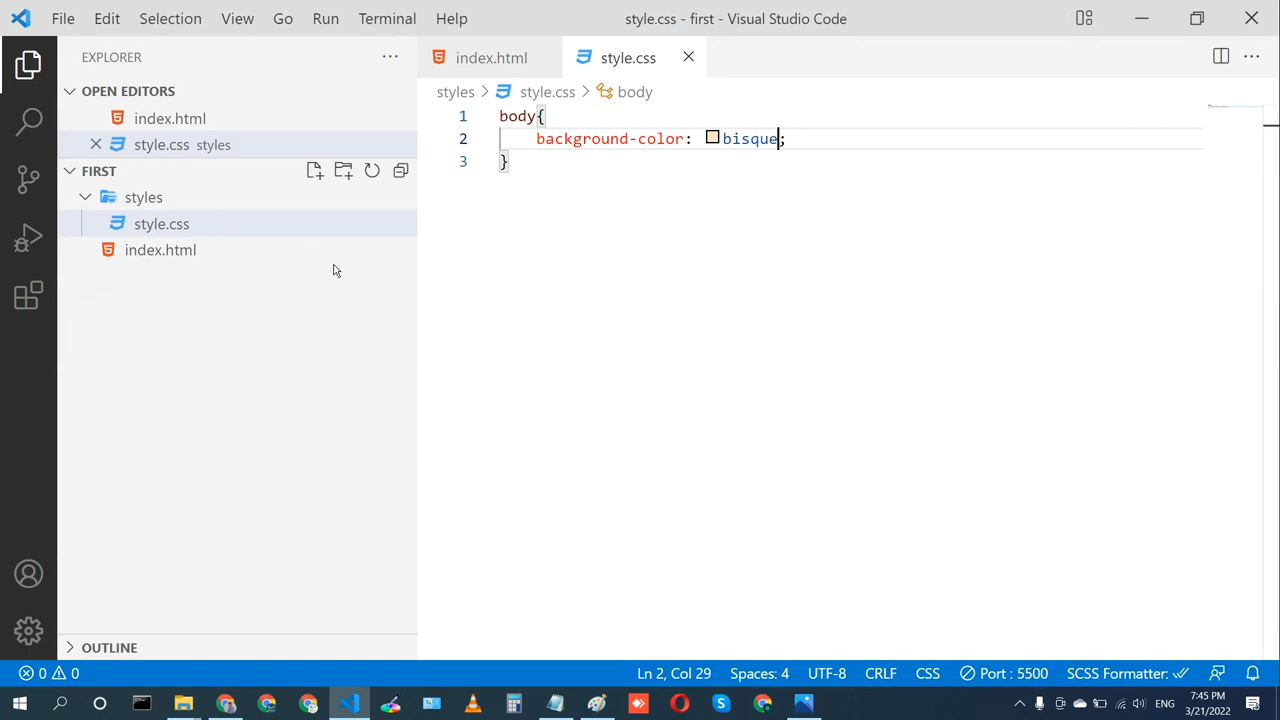 File Edit Selection View Go Run Terminal Help
style.css - first - Visual Studio Code
EXPLORER
OPEN EDITORS
index.html
style.css styles
FIRST
styles
style.css
index.html
OUTLINE
index.html
style.css
styles > style.css > body
1 body{
2 background-color: bisque;
3 }
0 0
Ln 2, Col 29 Spaces: 4 UTF-8 CRLF CSS Port : 5500 SCSS Formatter:
ENG
7:45 PM
3/21/2022